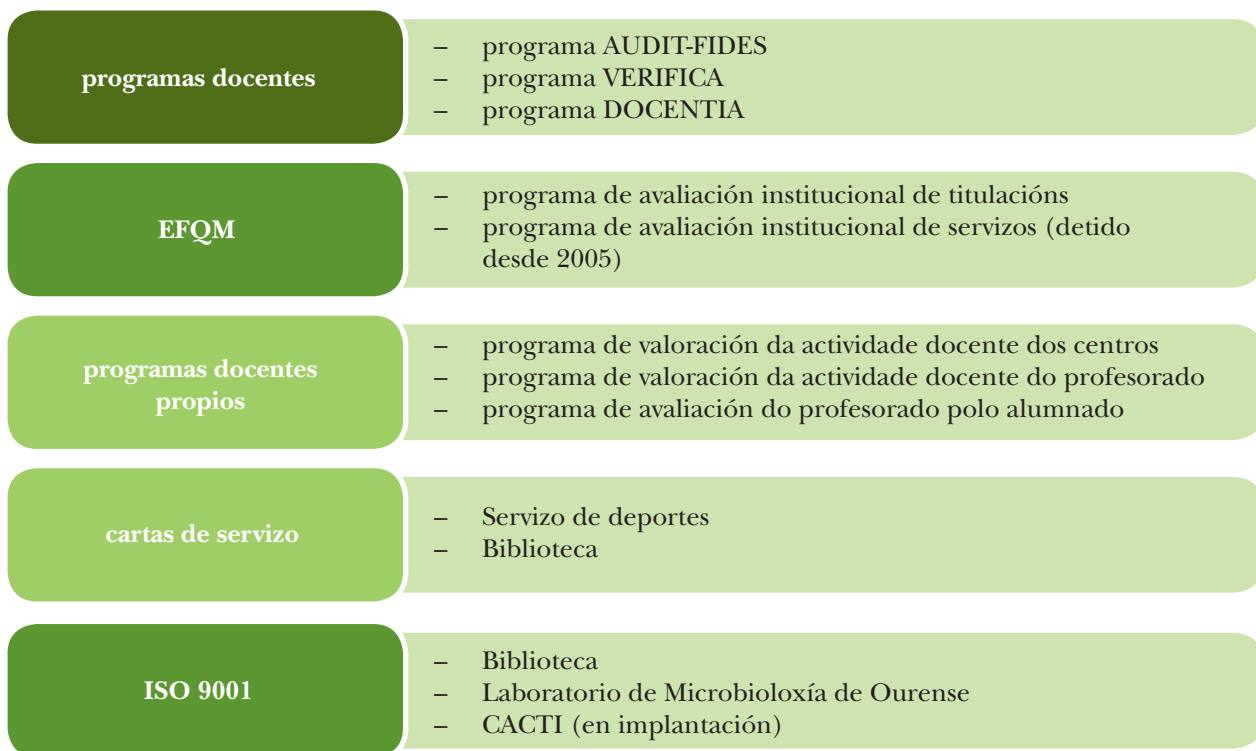 programas docentes
– programa AUDIT-FIDES
– programa VERIFICA
– programa DOCENTIA
EFQM
– programa de avaliación institucional de titulacións
– programa de avaliación institucional de servizos (detido
desde 2005)
programas docentes
propios
– programa de valoración da actividade docente dos centros
– programa de valoración da actividade docente do profesorado
– programa de avaliación do profesorado polo alumnado
cartas de servizo
– Servizo de deportes
– Biblioteca
ISO 9001
– Biblioteca
– Laboratorio de Microbioloxía de Ourense
– CACTI (en implantación)